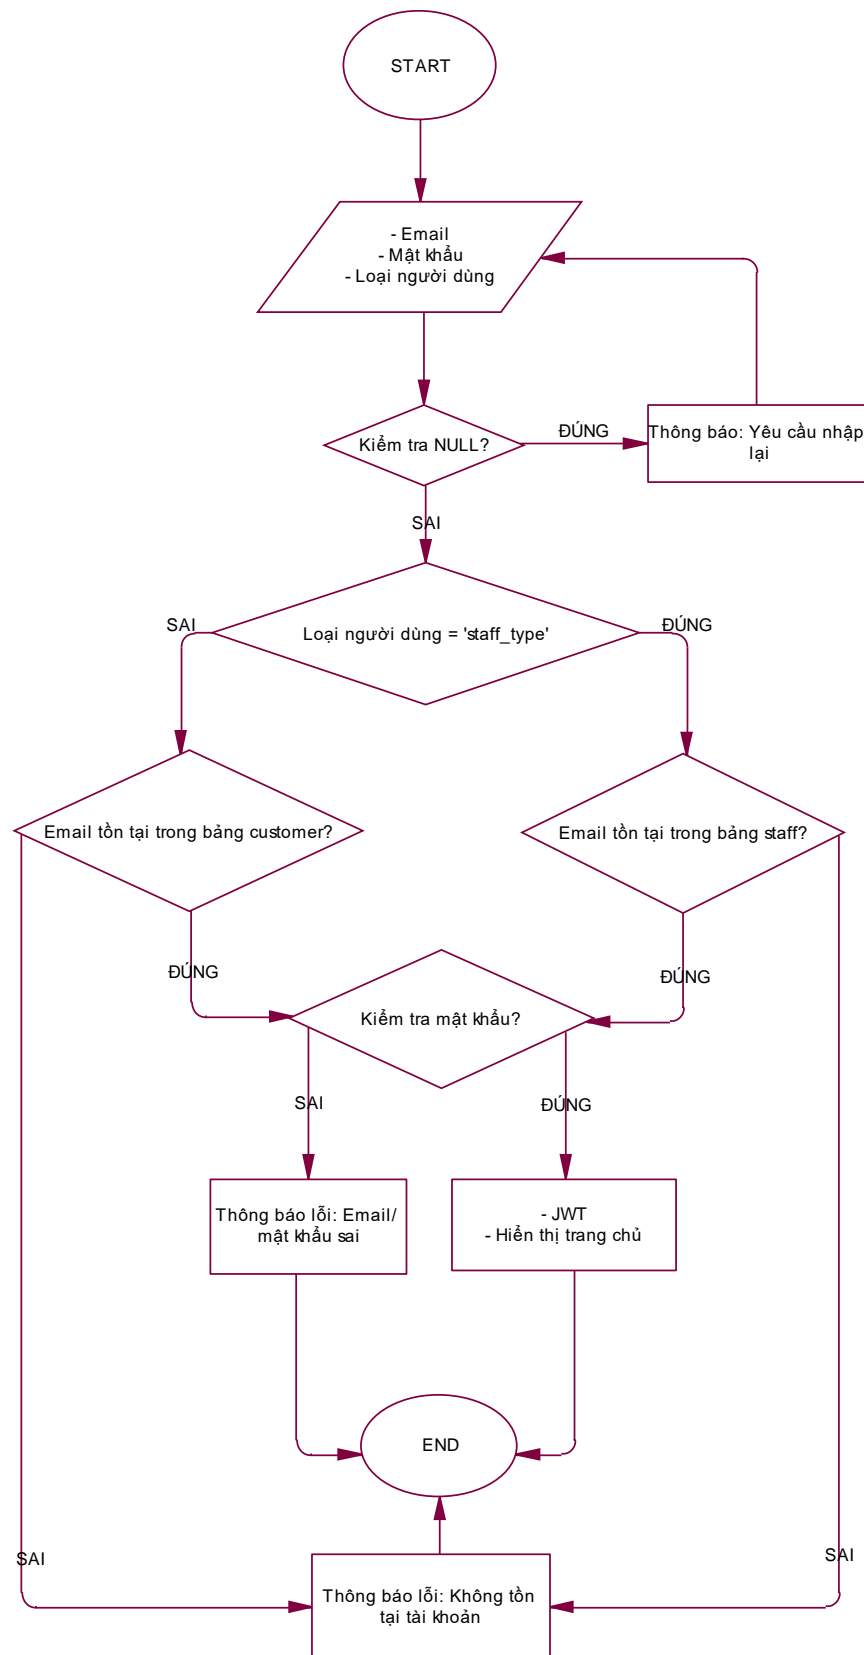 START
- Email
- Mật khẩu
- Loại người dùng
Kiểm tra NULL?
ĐÚNG
Thông báo: Yêu cầu nhập
lại
SAI
SAI
Loại người dùng = 'staff_type'
ĐÚNG
Email tồn tại trong bảng customer?
Email tồn tại trong bảng staff?
ĐÚNG
ĐÚNG
Kiểm tra mật khẩu?
SAI
ĐÚNG
Thông báo lỗi: Email/
mật khẩu sai
- JWT
- Hiển thị trang chủ
END
SAI
SAI
Thông báo lỗi: Không tồn
tại tài khoản